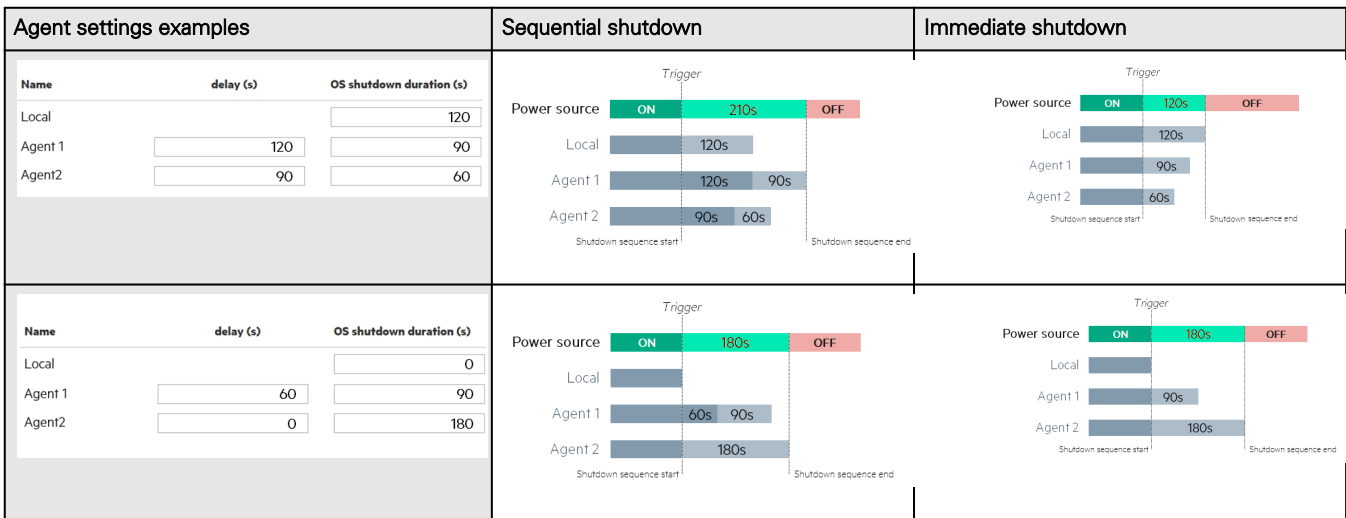 Agent settings examples
Sequential shutdown
Immediate shutdown
Name delay (s) OS shutdown duration (s)
Local 120
Agent 1 120 90
Agent2 90 60
Trigger
Power source ON 210s OFF
Local 120s
Agent 1 120s 90s
Agent 2 90s 60s
Shutdown sequence start Shutdown sequence end
Trigger
Power source ON 120s OFF
Local 120s
Agent 1 90s
Agent 2 60s
Shutdown sequence start Shutdown sequence end
Name delay (s) OS shutdown duration (s)
Local 0
Agent 1 60 90
Agent2 0 180
Trigger
Power source ON 180s OFF
Local
Agent 1 60s 90s
Agent 2 180s
Shutdown sequence start Shutdown sequence end
Trigger
Power source ON 180s OFF
Local
Agent 1 90s
Agent 2 180s
Shutdown sequence start Shutdown sequence end